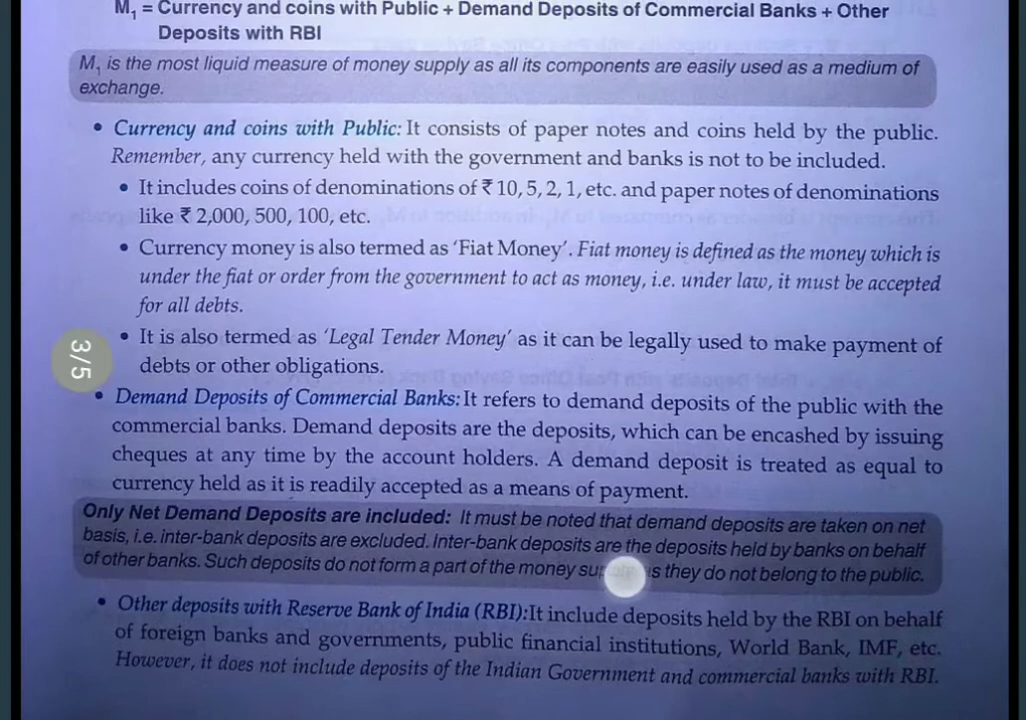 M₁ = Currency and coins with Public + Demand Deposits of Commercial Banks + Other
Deposits with RBI
M₁ is the most liquid measure of money supply as all its components are easily used as a medium of
exchange.
• Currency and coins with Public: It consists of paper notes and coins held by the public.
Remember, any currency held with the government and banks is not to be included.
• It includes coins of denominations of ₹ 10, 5, 2, 1, etc. and paper notes of denominations
like ₹ 2,000, 500, 100, etc.
• Currency money is also termed as 'Fiat Money'. Fiat money is defined as the money which is
under the fiat or order from the government to act as money, i.e. under law, it must be accepted
for all debts.
• It is also termed as 'Legal Tender Money' as it can be legally used to make payment of
debts or other obligations.
3/5
• Demand Deposits of Commercial Banks: It refers to demand deposits of the public with the
commercial banks. Demand deposits are the deposits, which can be encashed by issuing
cheques at any time by the account holders. A demand deposit is treated as equal to
currency held as it is readily accepted as a means of payment.
Only Net Demand Deposits are included: It must be noted that demand deposits are taken on net
basis, i.e. inter-bank deposits are excluded. Inter-bank deposits are the deposits held by banks on behalf
of other banks. Such deposits do not form a part of the money they do not belong to the public.
• Other deposits with Reserve Bank of India (RBI):It include deposits held by the RBI on behalf
of foreign banks and governments, public financial institutions, World Bank, IMF, etc.
However, it does not include deposits of the Indian Government and commercial banks with RBI.